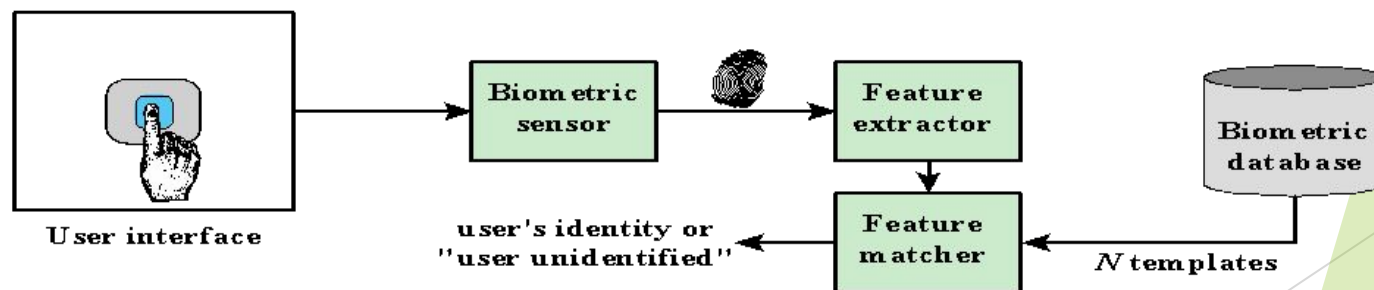 Biometric
sensor
Feature
extractor
Biometric
database
User interface
user's identity or
"user unidentified"
Feature
matcher
N templates